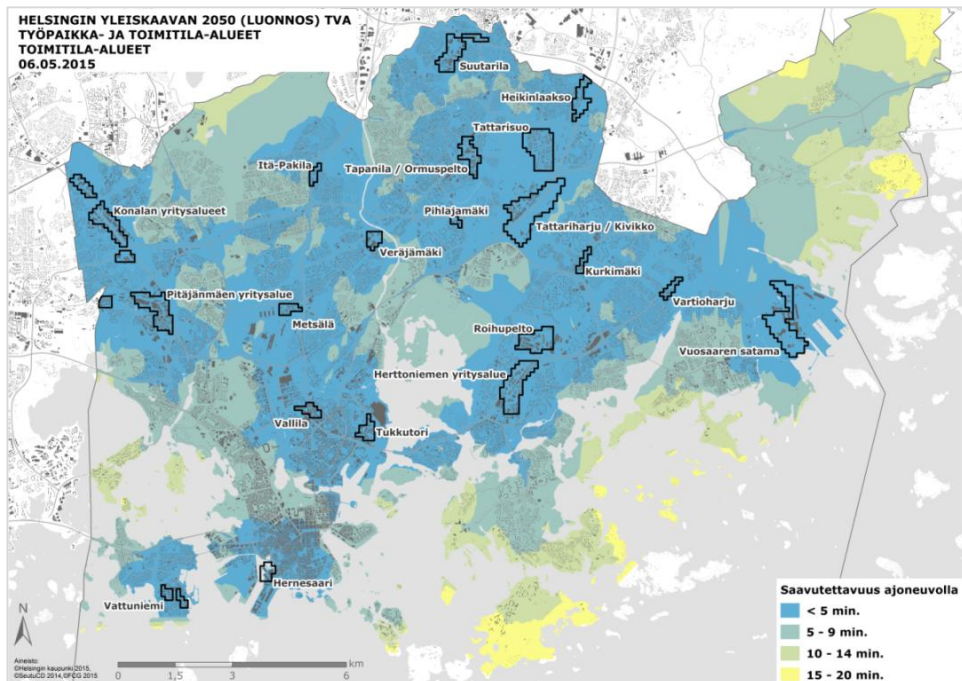 HELSINGIN YLEISKAAVAN 2050 (LUONNOS) TVA
TYÖPAIKKA- JA TOIMITILA-ALUEET
TOIMITILA-ALUEET
06.05.2015
Suutarila
Heikinlaakso
Tattarisuo
Itä-Pakila
Tapanila / Ormuspelto
Konalan yritysalueet
Pihlajamäki
Tattariharju / Kivikko
Veräjämäki
Kurkimäki
Pitäjänmäen yritysalue
Metsälä
Vartioharju
Roihupelto
Vuosaaren satama
Herttoniemen yritysalue
Vallila
Tukkutori
Hernesaari
Vattuniemi
Saavutettavuus ajoneuvolla
< 5 min.
5 - 9 min.
10 - 14 min.
15 - 20 min.
N
Aineisto:
©Helsingin kaupunki 2015,
©SeutuCD 2014, ©FCG 2015
km
0 1,5 3 6